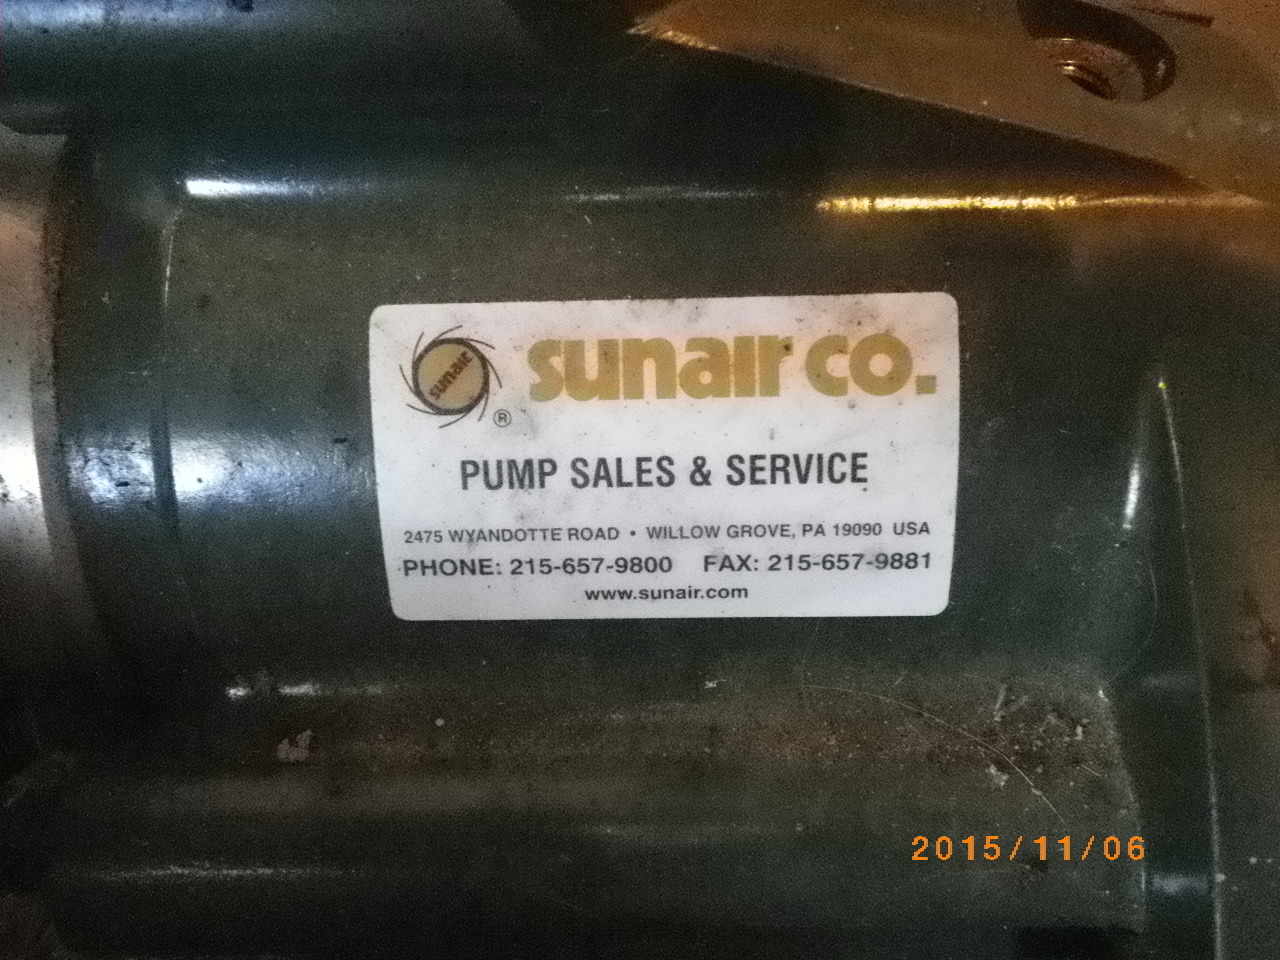 sunair
®
sunair co.
PUMP SALES & SERVICE
2475 WYANDOTTE ROAD • WILLOW GROVE, PA 19090 USA
PHONE: 215-657-9800 FAX: 215-657-9881
www.sunair.com
2015/11/06